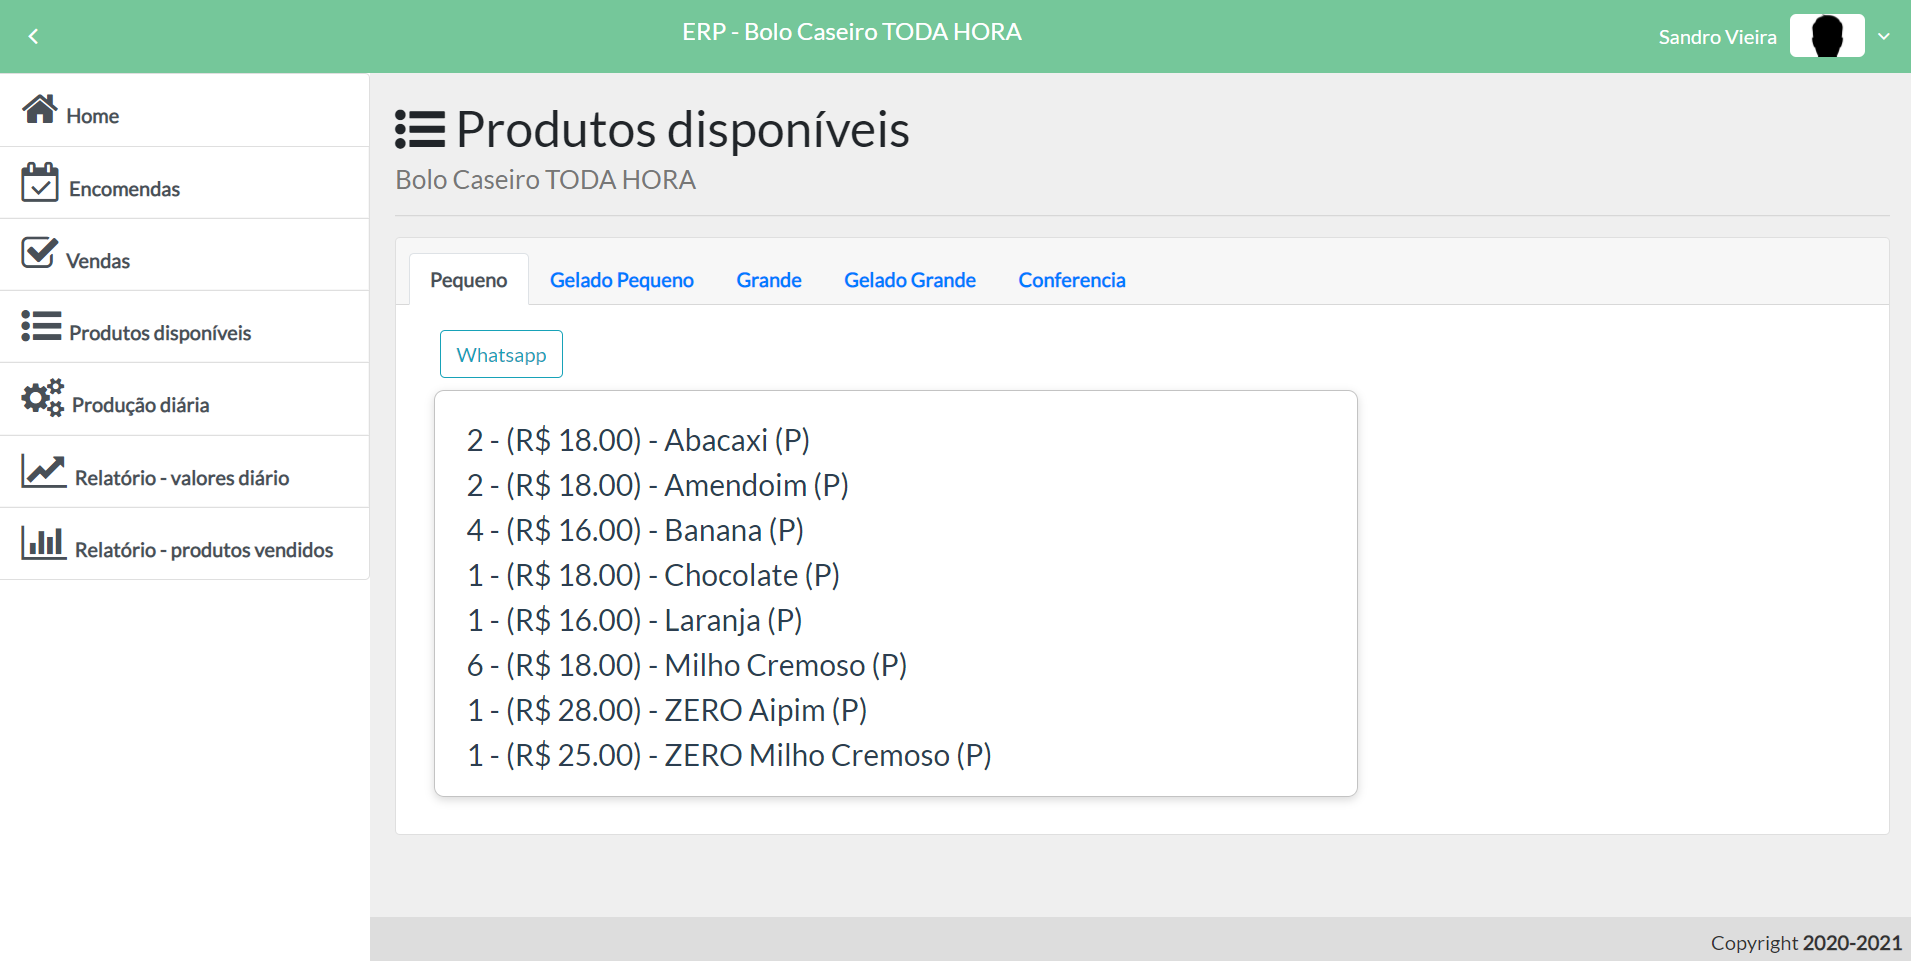 ERP - Bolo Caseiro TODA HORA
Sandro Vieira
Home
Encomendas
Vendas
Produtos disponíveis
Produção diária
Relatório - valores diário
Relatório - produtos vendidos
Produtos disponíveis
Bolo Caseiro TODA HORA
Pequeno Gelado Pequeno Grande Gelado Grande Conferencia
Whatsapp
2 - (R$ 18.00) - Abacaxi (P)
2 - (R$ 18.00) - Amendoim (P)
4 - (R$ 16.00) - Banana (P)
1 - (R$ 18.00) - Chocolate (P)
1 - (R$ 16.00) - Laranja (P)
6 - (R$ 18.00) - Milho Cremoso (P)
1 - (R$ 28.00) - ZERO Aipim (P)
1 - (R$ 25.00) - ZERO Milho Cremoso (P)
Copyright 2020-2021